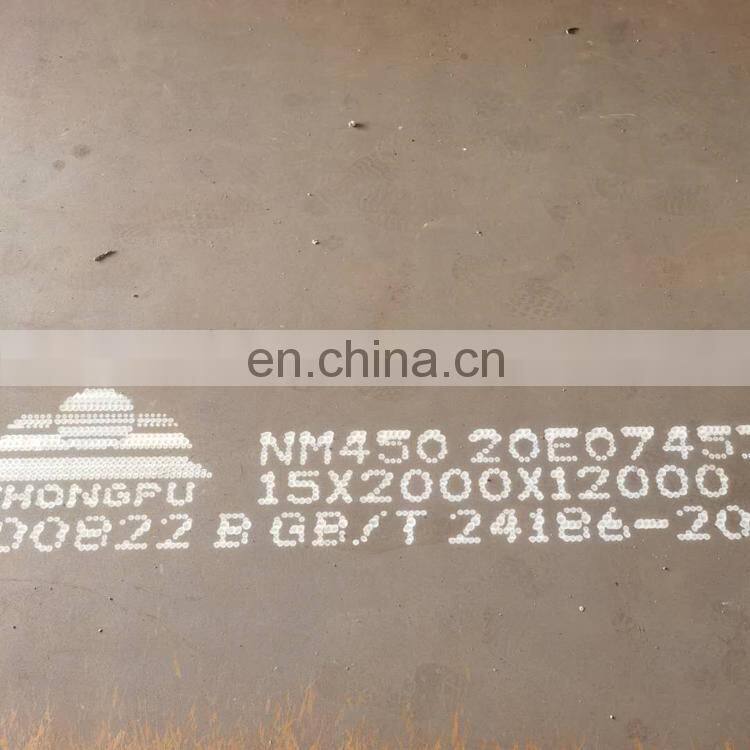 en.china.cn
NM450 20E0745
HONGFU 15X2000X12000
00822 B GB/T 24186-20